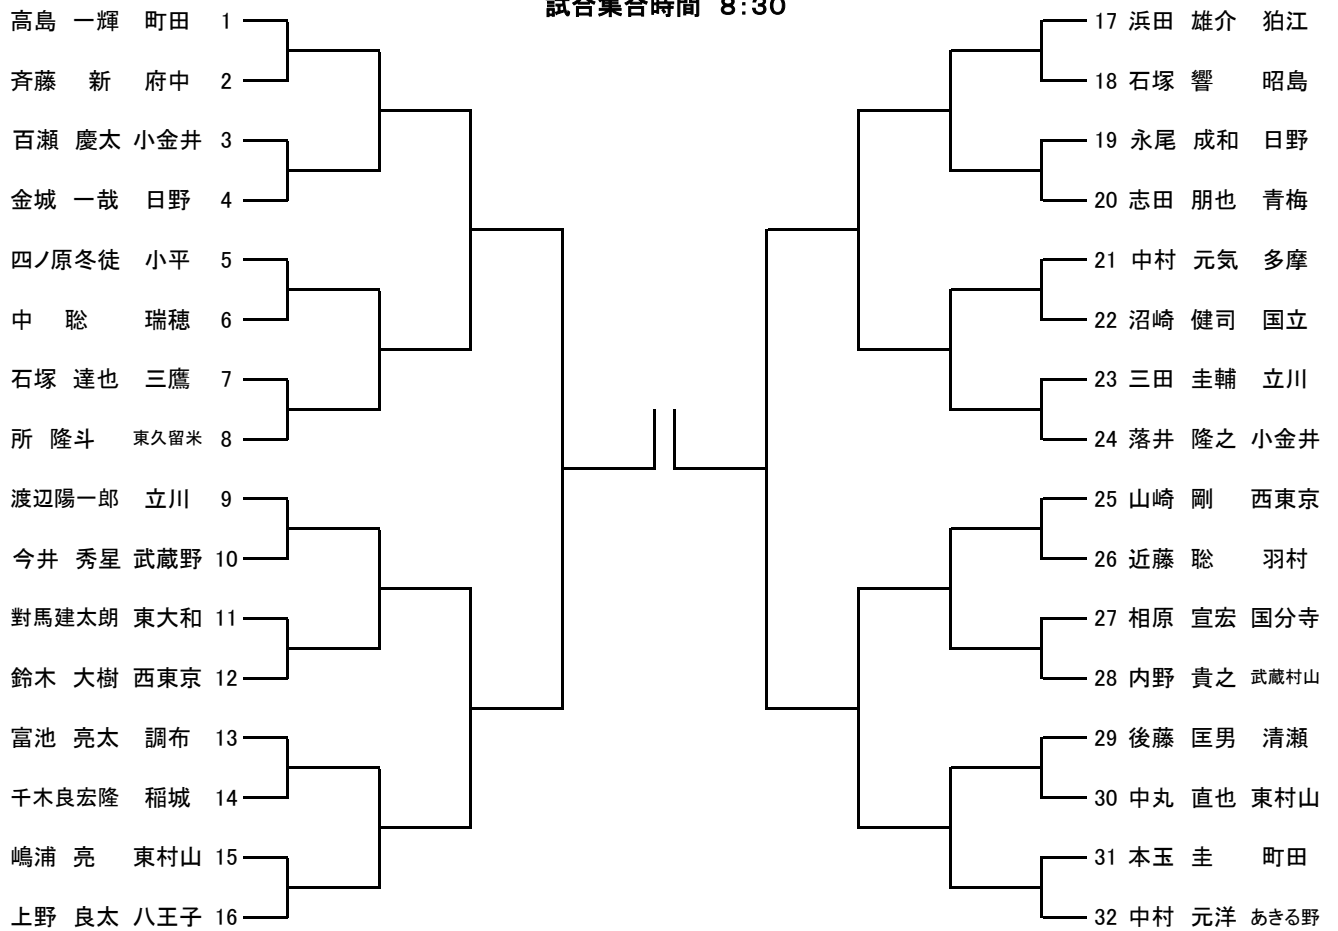 試合集合時間 8:30
高島 一輝 町田 1
斉藤 新 府中 2
百瀬 慶太 小金井 3
金城 一哉 日野 4
四ノ原冬徒 小平 5
中 聡 瑞穂 6
石塚 達也 三鷹 7
所 隆斗 東久留米 8
渡辺陽一郎 立川 9
今井 秀星 武蔵野 10
對馬建太朗 東大和 11
鈴木 大樹 西東京 12
富池 亮太 調布 13
千木良宏隆 稲城 14
嶋浦 亮 東村山 15
上野 良太 八王子 16
17 浜田 雄介 狛江
18 石塚 響 昭島
19 永尾 成和 日野
20 志田 朋也 青梅
21 中村 元気 多摩
22 沼崎 健司 国立
23 三田 圭輔 立川
24 落井 隆之 小金井
25 山崎 剛 西東京
26 近藤 聡 羽村
27 相原 宣宏 国分寺
28 内野 貴之 武蔵村山
29 後藤 匡男 清瀬
30 中丸 直也 東村山
31 本玉 圭 町田
32 中村 元洋 あきる野